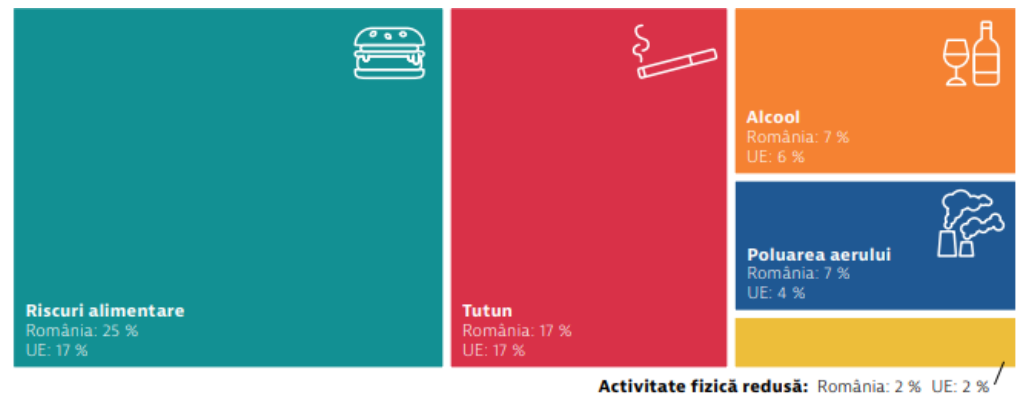 Riscuri alimentare
România: 25 %
UE: 17 %
Tutun
România: 17 %
UE: 17 %
Alcool
România: 7 %
UE: 6 %
Poluarea aerului
România: 7 %
UE: 4 %
Activitate fizică redusă: România: 2 % UE: 2 %